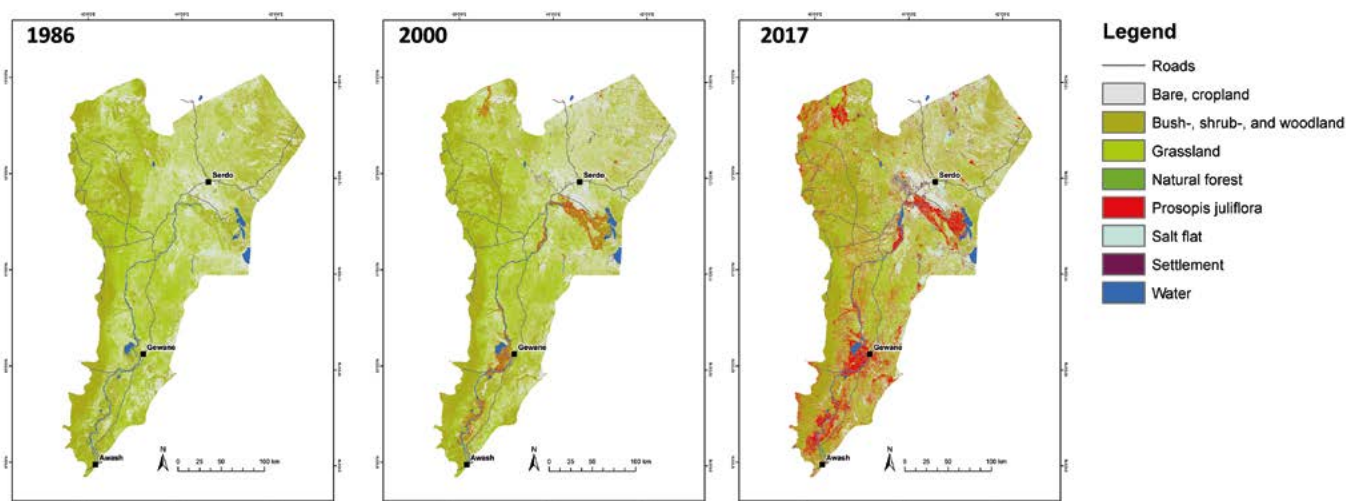 1986
Serdo
Gewane
Awash
N
0 25 50 100 km
2000
Serdo
Gewane
Awash
N
0 25 50 100 km
2017
Serdo
Gewane
Awash
N
0 25 50 100 km
Legend
Roads
Bare, cropland
Bush-, shrub-, and woodland
Grassland
Natural forest
Prosopis juliflora
Salt flat
Settlement
Water